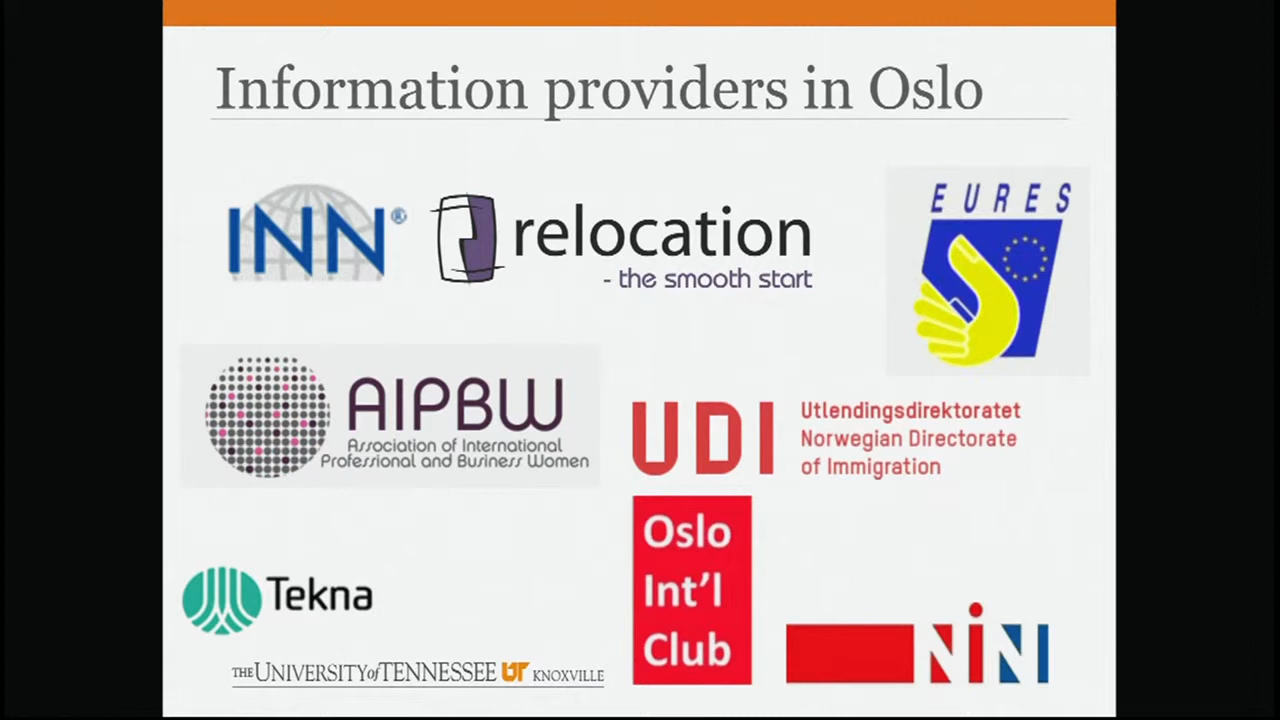 Information providers in Oslo
INN®
relocation
- the smooth start
EURES
AIPBW
Association of International
Professional and Business Women
UDI
Utlendingsdirektoratet
Norwegian Directorate
of Immigration
Oslo
Int'l
Club
Tekna
NiNI
THE UNIVERSITY of TENNESSEE UT KNOXVILLE